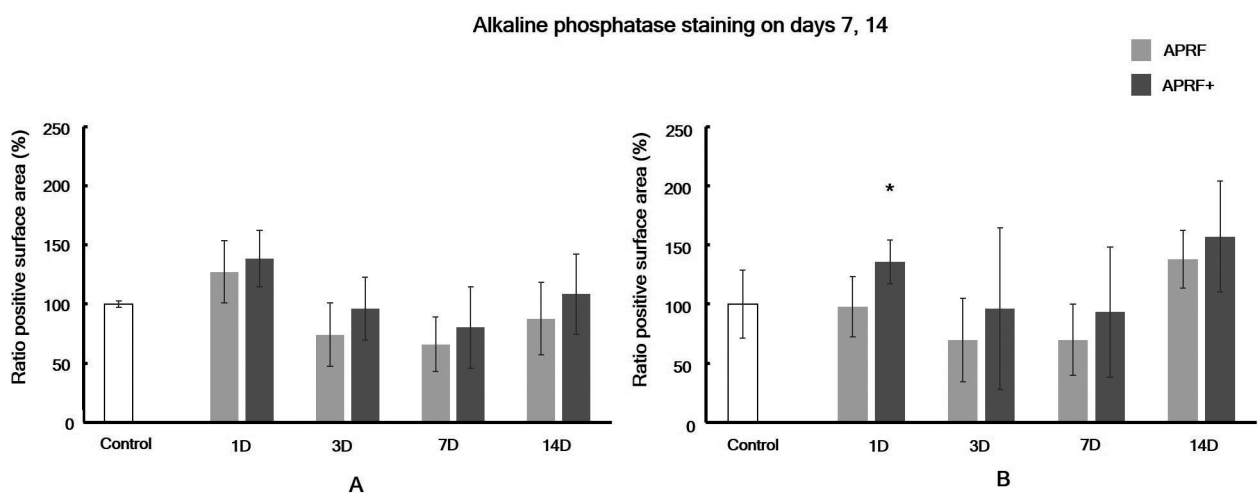 Alkaline phosphatase staining on days 7, 14
APRF
APRF+
Ratio positive surface area (%)
250
200
150
100
50
0
Control 1D 3D 7D 14D
A
Ratio positive surface area (%)
250
200
150
100
50
0
*
Control 1D 3D 7D 14D
B